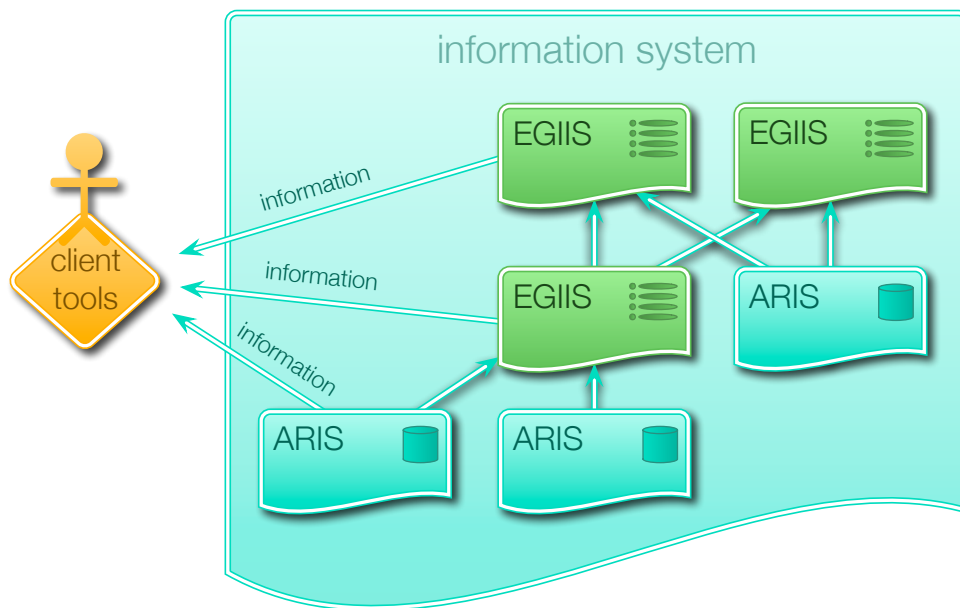 information system
EGIIS
EGIIS
information
client
tools
information
EGIIS
ARIS
information
ARIS
ARIS